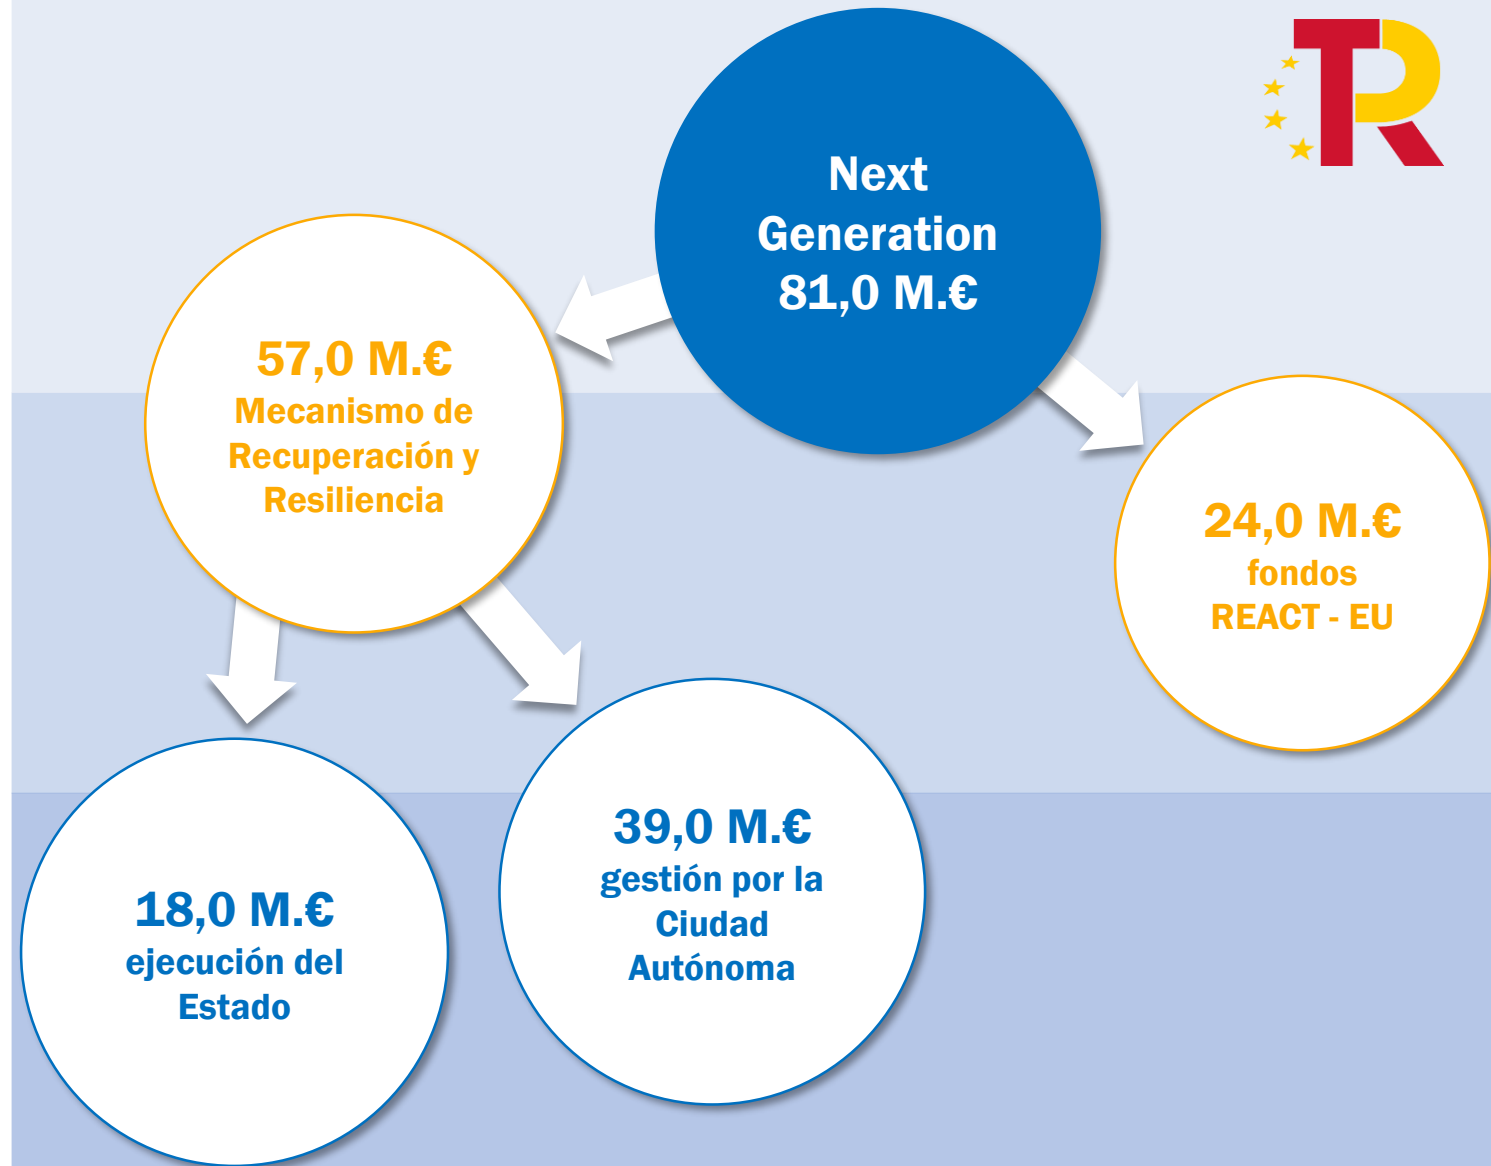 Next
Generation
81,0 M.€
57,0 M.€
Mecanismo de
Recuperación y
Resiliencia
24,0 M.€
fondos
REACT - EU
18,0 M.€
ejecución del
Estado
39,0 M.€
gestión por la
Ciudad
Autónoma
TR